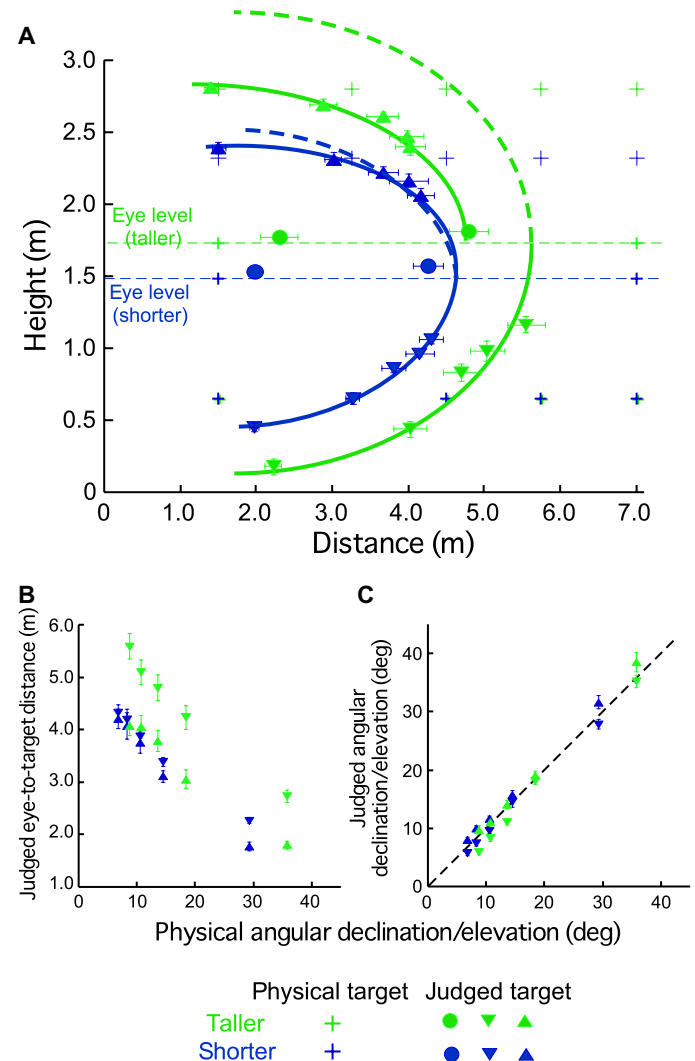 A
3.0
2.5
2.0
1.5
1.0
0.5
0
Height (m)
Eye level
(taller)
Eye level
(shorter)
0
1.0
2.0
3.0
4.0
5.0
6.0
7.0
Distance (m)
B
Judged eye-to-target distance (m)
6.0
5.0
4.0
3.0
2.0
1.0
0
10
20
30
40
C
Judged angular
declination/elevation (deg)
40
30
20
10
0
0
10
20
30
40
Physical angular declination/elevation (deg)
Physical target Judged target
Taller
Shorter